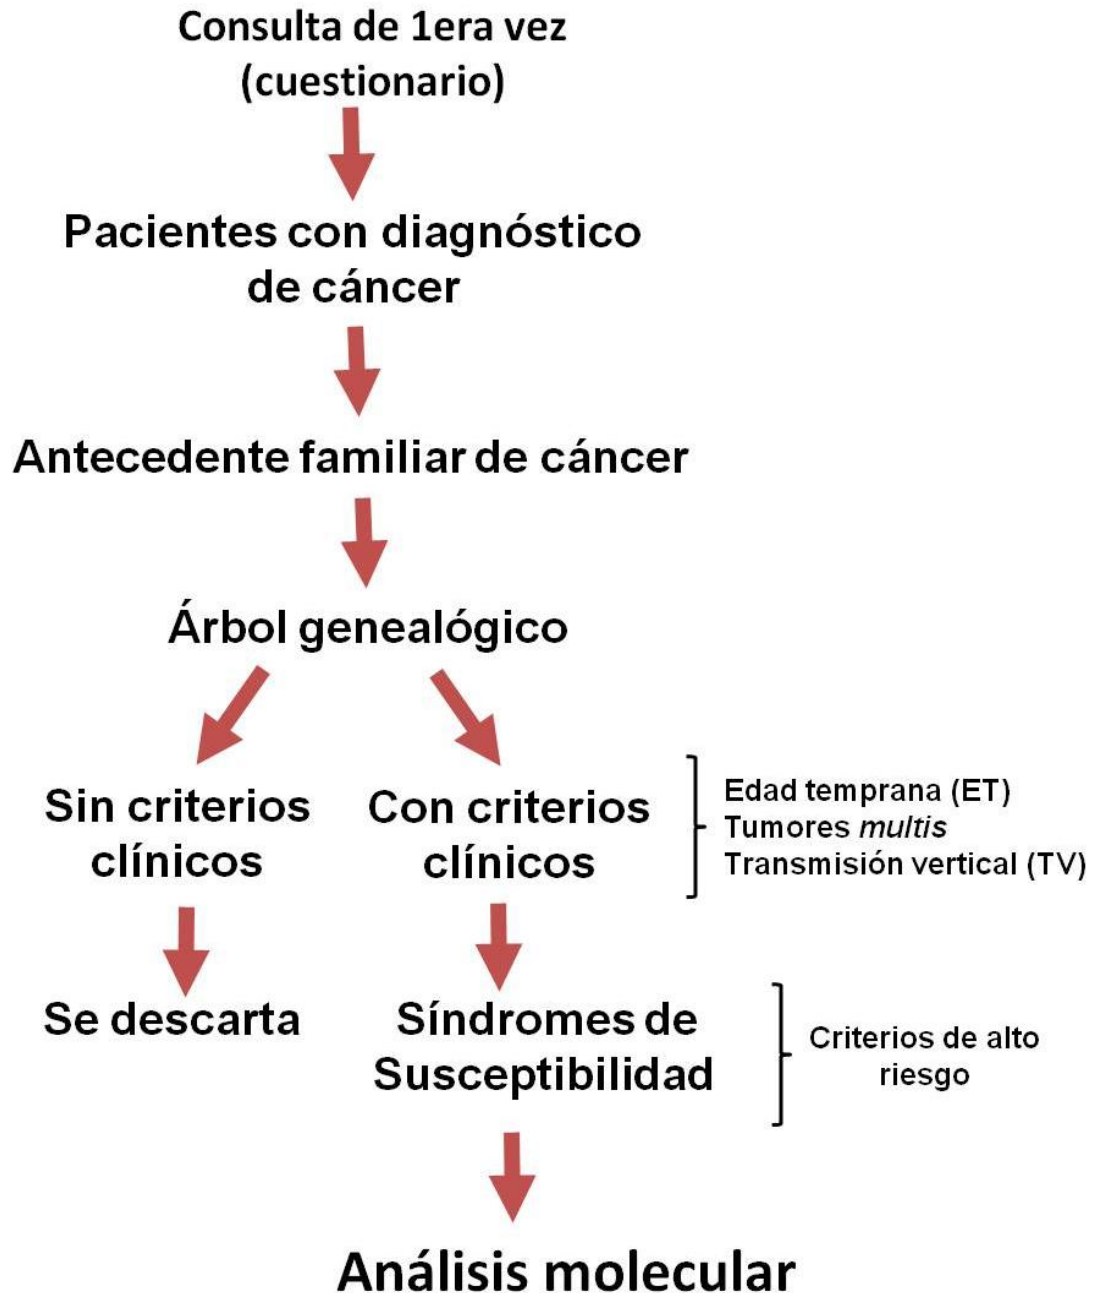 Consulta de 1era vez
(cuestionario)
Pacientes con diagnóstico
de cáncer
Antecedente familiar de cáncer
Árbol genealógico
Sin criterios
clínicos
Con criterios
clínicos
Edad temprana (ET)
Tumores multis
Transmisión vertical (TV)
Se descarta
Síndromes de
Susceptibilidad
Criterios de alto
riesgo
Análisis molecular